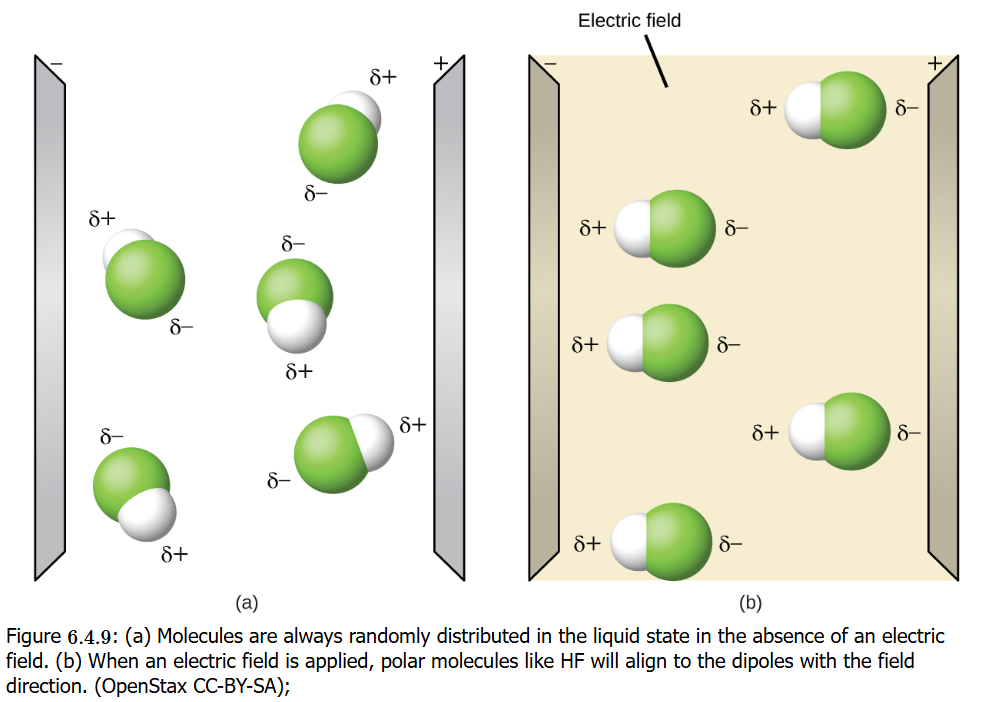 Electric field
− +
− +
δ+
δ−
δ+
δ−
δ−
δ+
δ+
δ−
δ−
δ+
δ+ δ−
δ+ δ−
δ+ δ−
δ+ δ−
δ+ δ−
(a)
(b)
Figure 6.4.9: (a) Molecules are always randomly distributed in the liquid state in the absence of an electric
field. (b) When an electric field is applied, polar molecules like HF will align to the dipoles with the field
direction. (OpenStax CC-BY-SA);